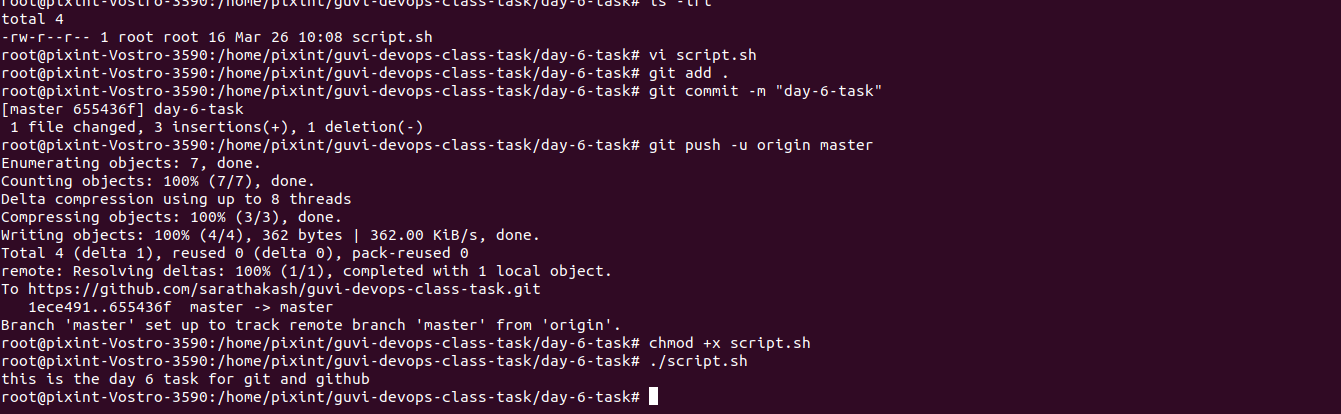 root@pixint-Vostro-3590:/home/pixint/guvi-devops-class-task/day-6-task# ls -lrt
total 4
-rw-r--r-- 1 root root 16 Mar 26 10:08 script.sh
root@pixint-Vostro-3590:/home/pixint/guvi-devops-class-task/day-6-task# vi script.sh
root@pixint-Vostro-3590:/home/pixint/guvi-devops-class-task/day-6-task# git add .
root@pixint-Vostro-3590:/home/pixint/guvi-devops-class-task/day-6-task# git commit -m "day-6-task"
[master 655436f] day-6-task
 1 file changed, 3 insertions(+), 1 deletion(-)
root@pixint-Vostro-3590:/home/pixint/guvi-devops-class-task/day-6-task# git push -u origin master
Enumerating objects: 7, done.
Counting objects: 100% (7/7), done.
Delta compression using up to 8 threads
Compressing objects: 100% (3/3), done.
Writing objects: 100% (4/4), 362 bytes | 362.00 KiB/s, done.
Total 4 (delta 1), reused 0 (delta 0), pack-reused 0
remote: Resolving deltas: 100% (1/1), completed with 1 local object.
To https://github.com/sarathakash/guvi-devops-class-task.git
   1ece491..655436f  master -> master
Branch 'master' set up to track remote branch 'master' from 'origin'.
root@pixint-Vostro-3590:/home/pixint/guvi-devops-class-task/day-6-task# chmod +x script.sh
root@pixint-Vostro-3590:/home/pixint/guvi-devops-class-task/day-6-task# ./script.sh
this is the day 6 task for git and github
root@pixint-Vostro-3590:/home/pixint/guvi-devops-class-task/day-6-task#